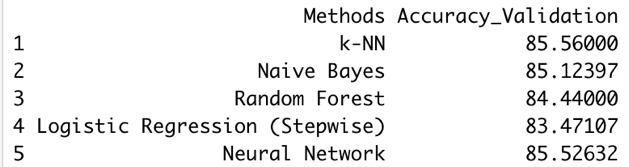 Methods Accuracy_Validation
1 k-NN 85.56000
2 Naive Bayes 85.12397
3 Random Forest 84.44000
4 Logistic Regression (Stepwise) 83.47107
5 Neural Network 85.52632